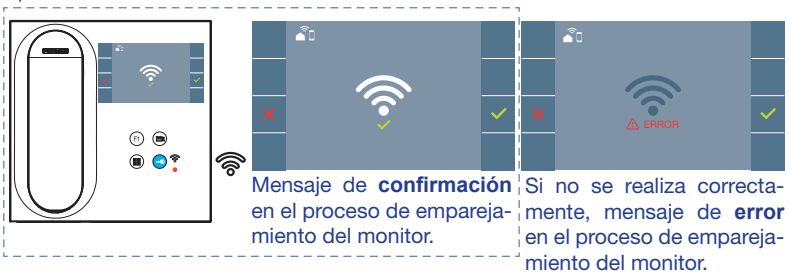 F1
ERROR
Mensaje de confirmación
en el proceso de empareja-
miento del monitor.
Si no se realiza correcta-
mente, mensaje de error
en el proceso de empareja-
miento del monitor.